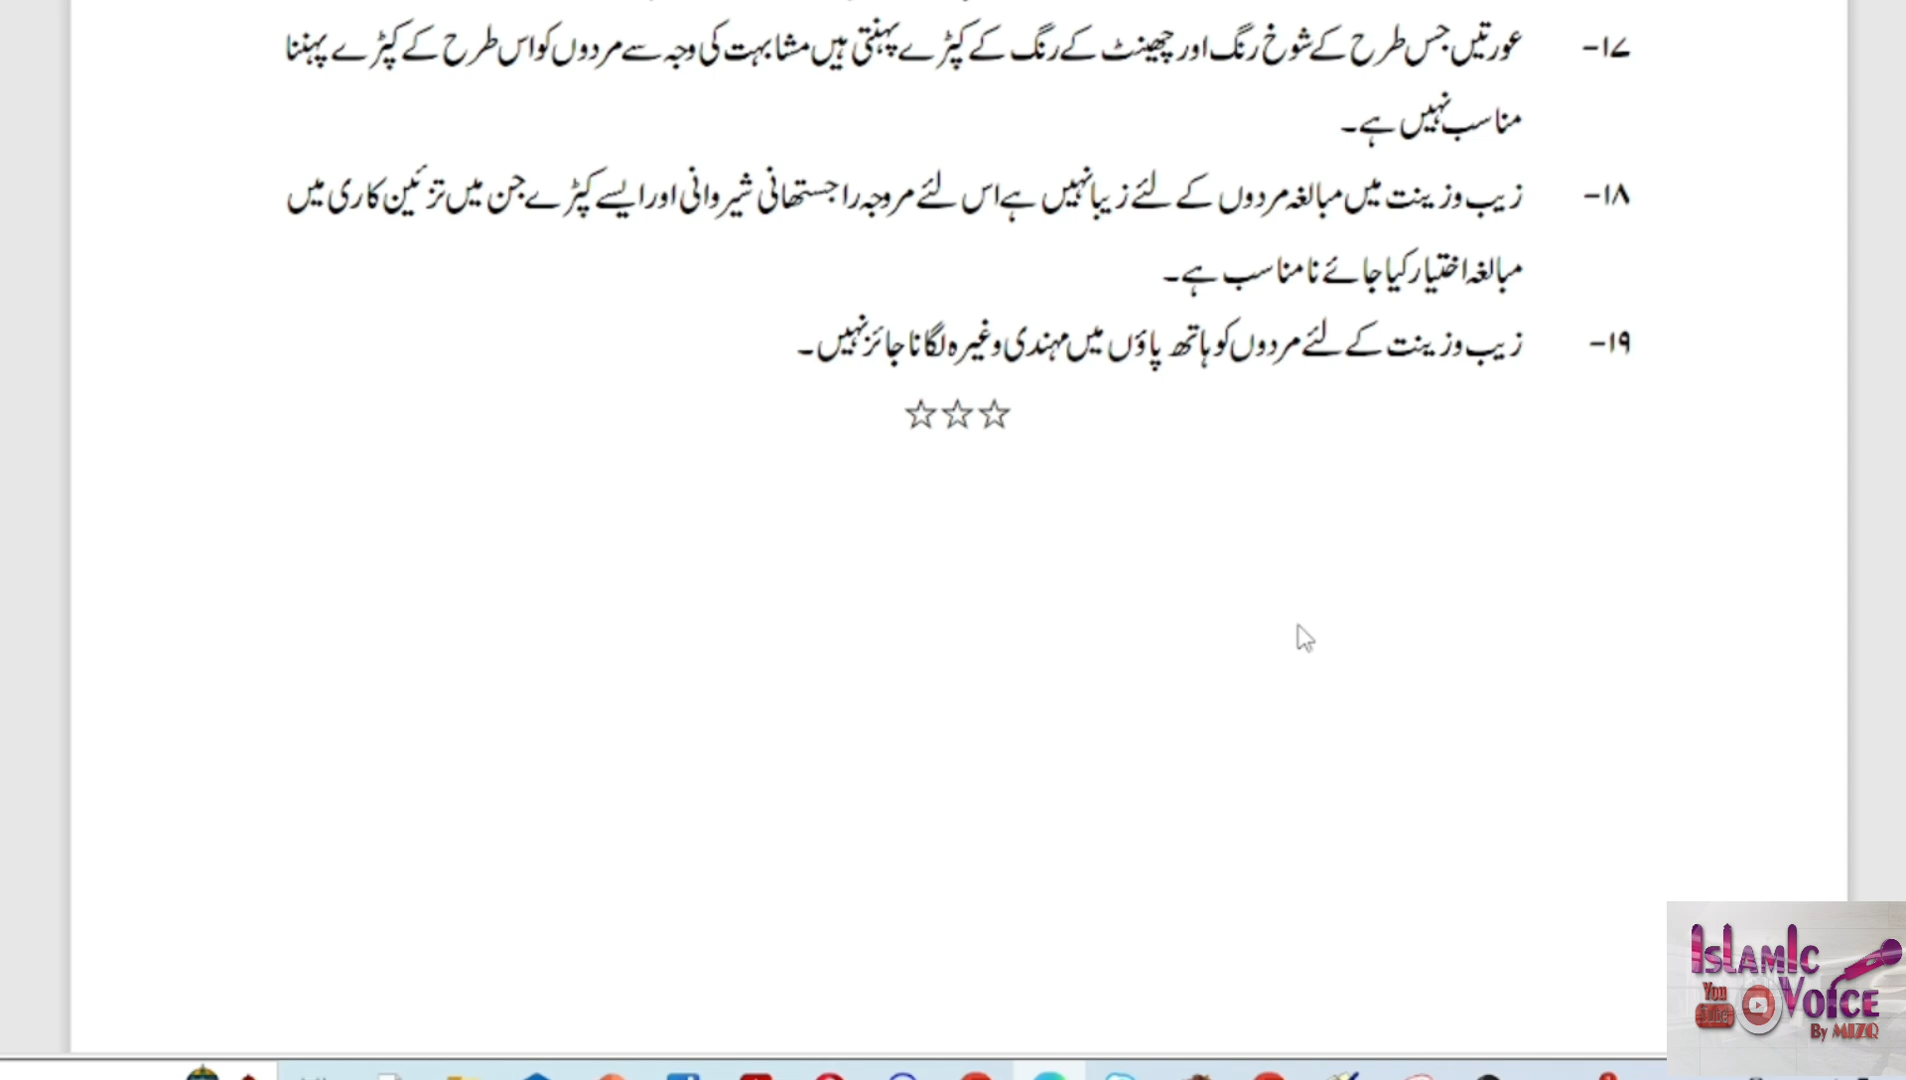 ۱۷- عورتیں جس طرح کے شوخ رنگ اور چھینٹ کے رنگ کے کپڑے پہنتی ہیں مشابہت کی وجہ سے مردوں کو اس طرح کے کپڑے پہننا
مناسب نہیں ہے۔
۱۸- زیب وزینت میں مبالغہ مردوں کے لئے زیبا نہیں ہے اس لئے مروجہ راجستھانی شیروانی اور ایسے کپڑے جن میں تزئین کاری میں
مبالغہ اختیار کیا جائے نا مناسب ہے۔
۱۹- زیب وزینت کے لئے مردوں کو ہاتھ پاؤں میں مہندی وغیرہ لگانا جائز نہیں۔
☆☆☆
Islamic
You Voice
Tube
By MIZQ